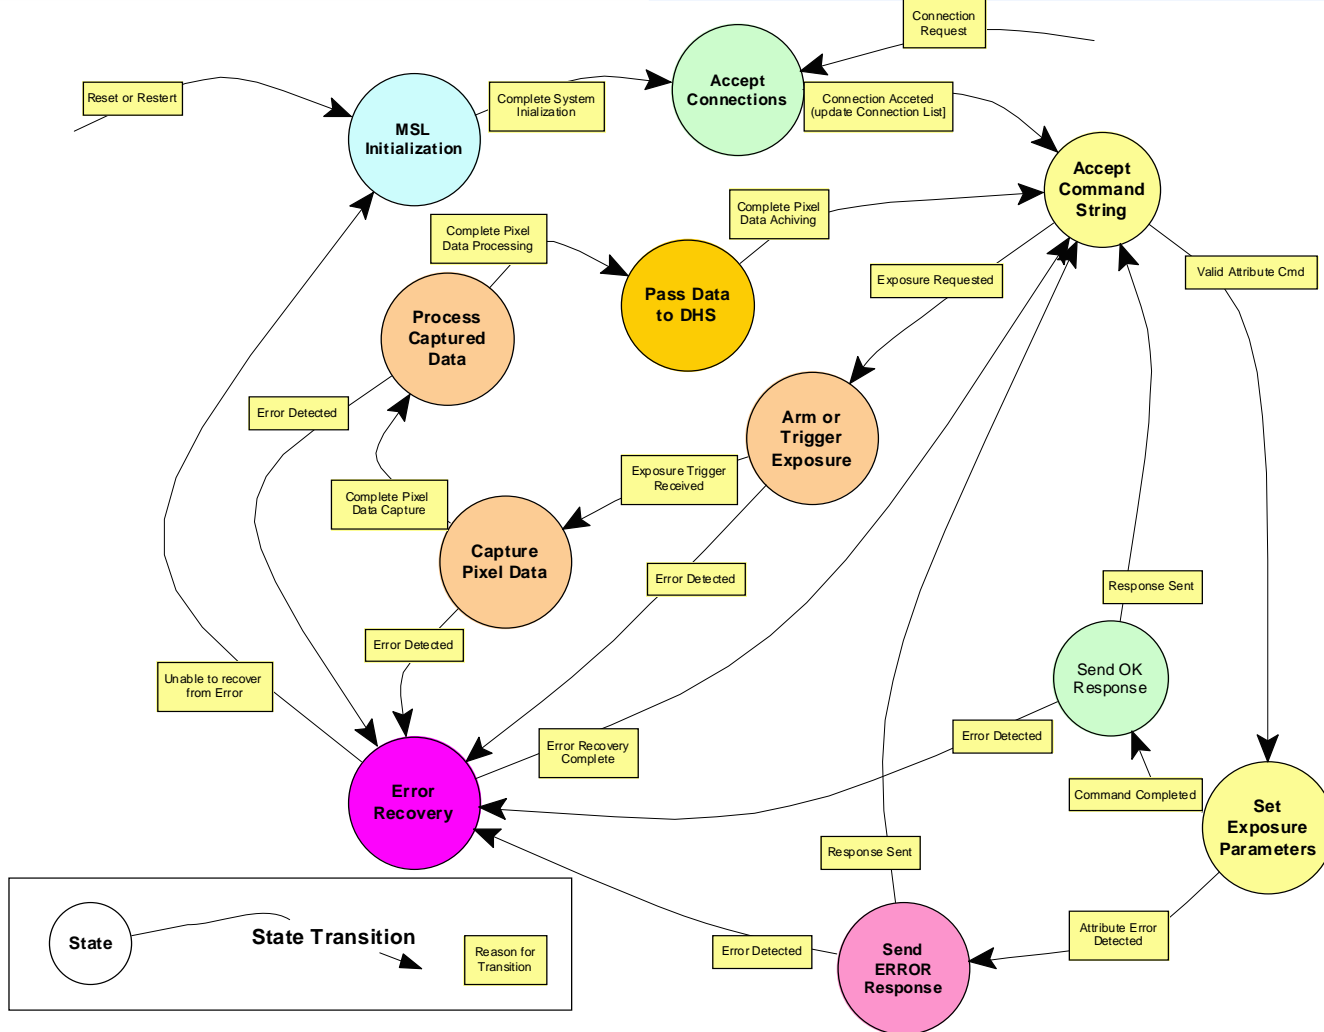 Connection
Request
Accept
Connections
Reset or Restert
Complete System
Inialization
Connection Acceted
(update Connection List]
MSL
Initialization
Accept
Command
String
Complete Pixel
Data Achiving
Complete Pixel
Data Processing
Exposure Requested
Valid Attribute Cmd
Pass Data
to DHS
Process
Captured
Data
Error Detected
Arm or
Trigger
Exposure
Exposure Trigger
Received
Complete Pixel
Data Capture
Capture
Pixel Data
Error Detected
Response Sent
Error Detected
Unable to recover
from Error
Send OK
Response
Error Detected
Error Recovery
Complete
Command Completed
Error
Recovery
Set
Exposure
Parameters
Response Sent
Attribute Error
Detected
Error Detected
Send
ERROR
Response
State
State Transition
Reason for
Transition